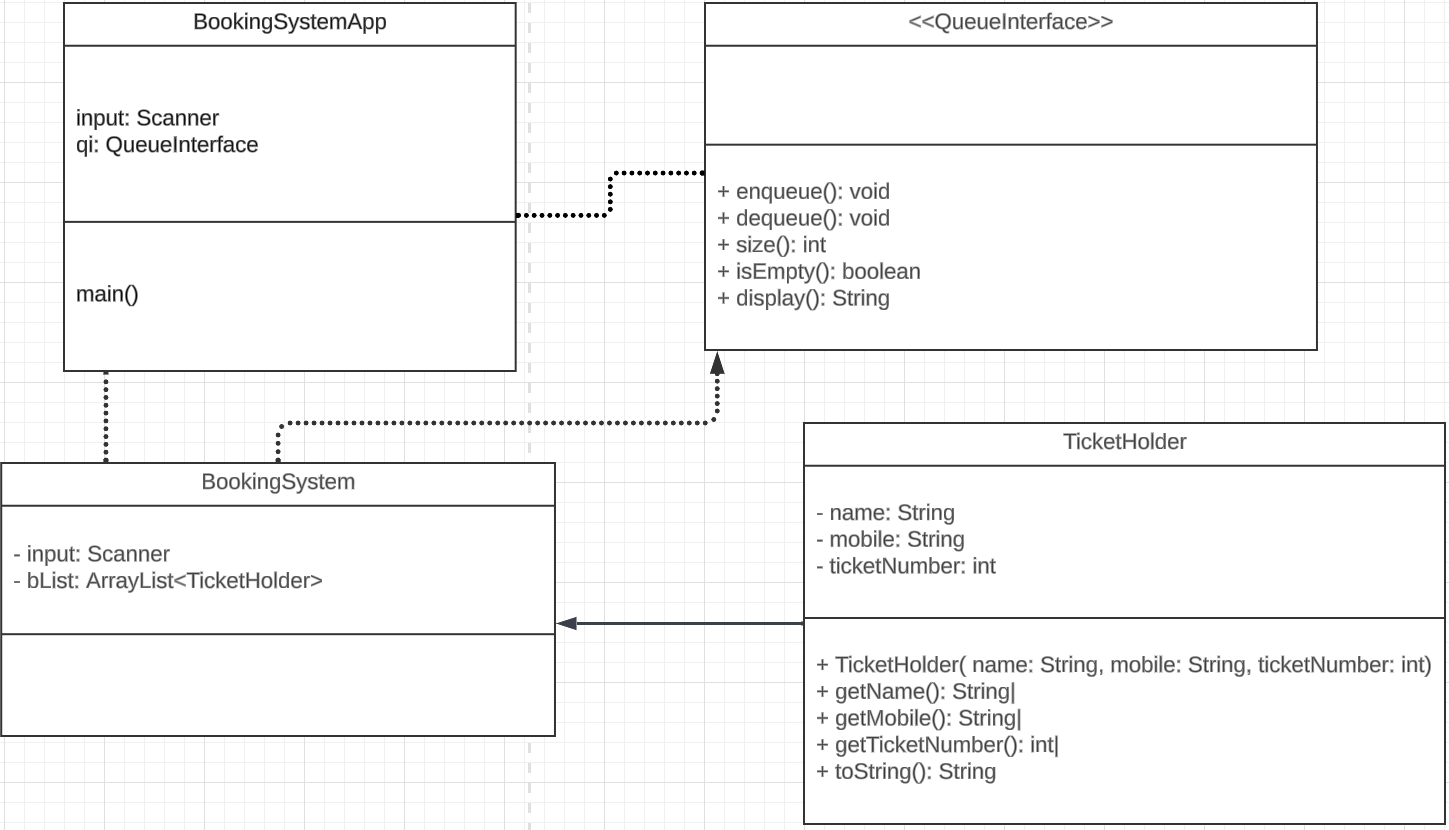 BookingSystemApp
input: Scanner
qi: QueueInterface
main()
<<QueueInterface>>
+ enqueue(): void
+ dequeue(): void
+ size(): int
+ isEmpty(): boolean
+ display(): String
BookingSystem
- input: Scanner
- bList: ArrayList<TicketHolder>
TicketHolder
- name: String
- mobile: String
- ticketNumber: int
+ TicketHolder( name: String, mobile: String, ticketNumber: int)
+ getName(): String|
+ getMobile(): String|
+ getTicketNumber(): int|
+ toString(): String